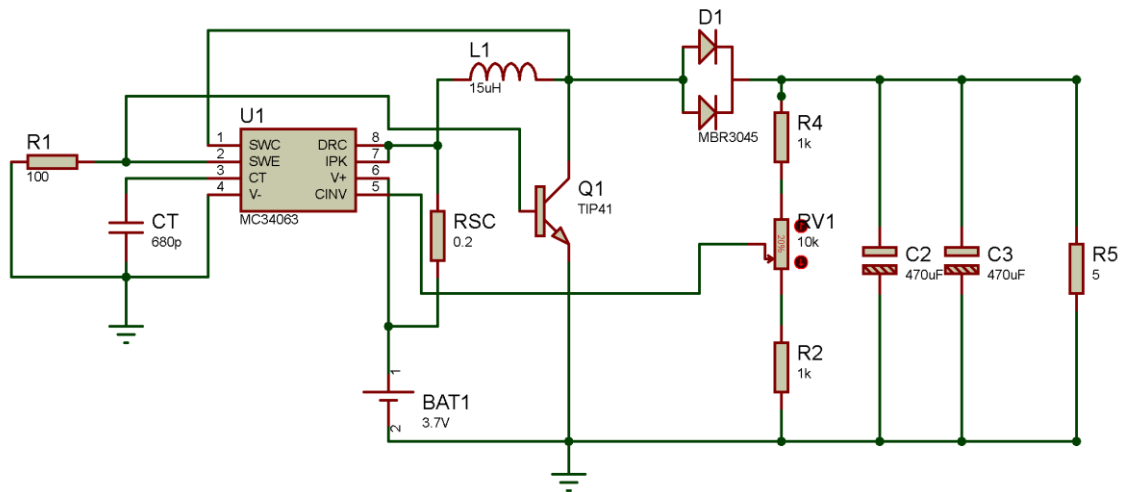 D1
MBR3045
L1
15uH
U1
1 SWC DRC 8
2 SWE IPK 7
3 CT V+ 6
4 V- CINV 5
MC34063
R1
100
CT
680p
RSC
0.2
Q1
TIP41
R4
1k
RV1
10k
20%
R2
1k
C2
470uF
C3
470uF
R5
5
1
BAT1
3.7V
2